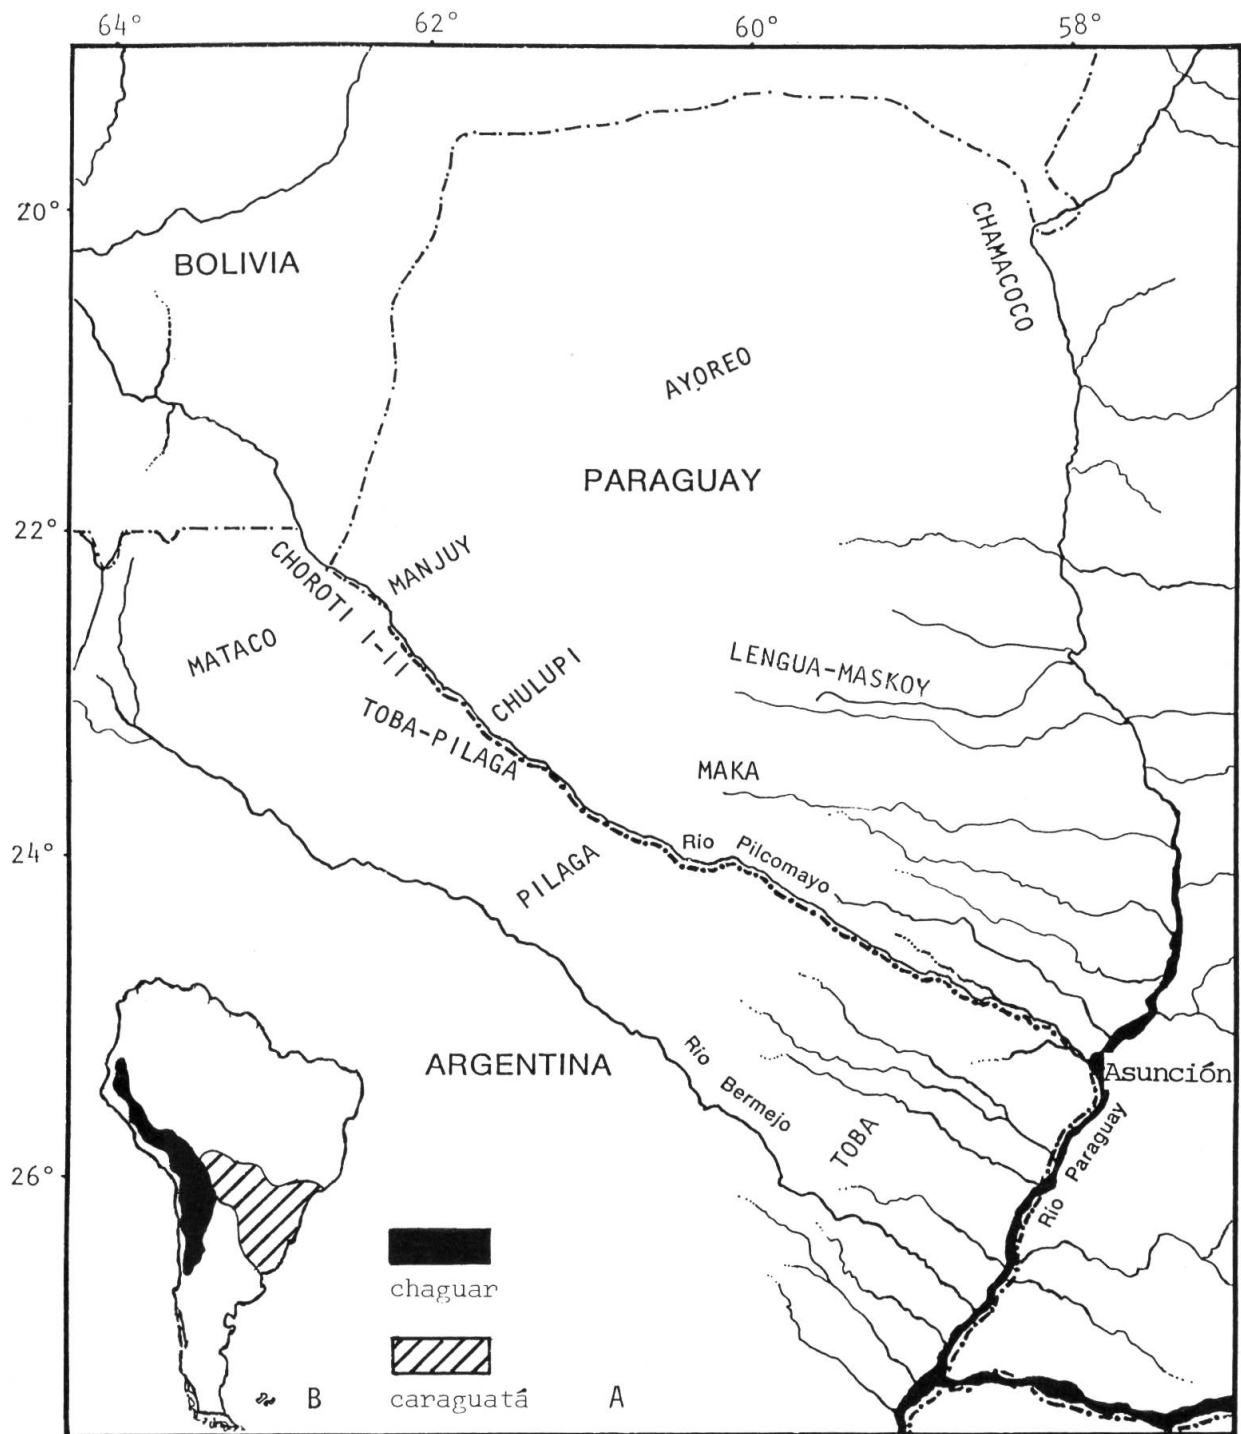 64° 62° 60° 58°
20°
BOLIVIA
CHAMACOCO
AYOREO
PARAGUAY
22°
CHOROTI I-II
MANJUY
MATACO
CHULUPI
LENGUA-MASKOY
TOBA-PILAGA
MAKA
24°
Rio Pilcomayo
PILAGA
ARGENTINA
Rio Bermejo
Asunción
TOBA
Rio Paraguay
26°
chaguar
caraguatá
B
A